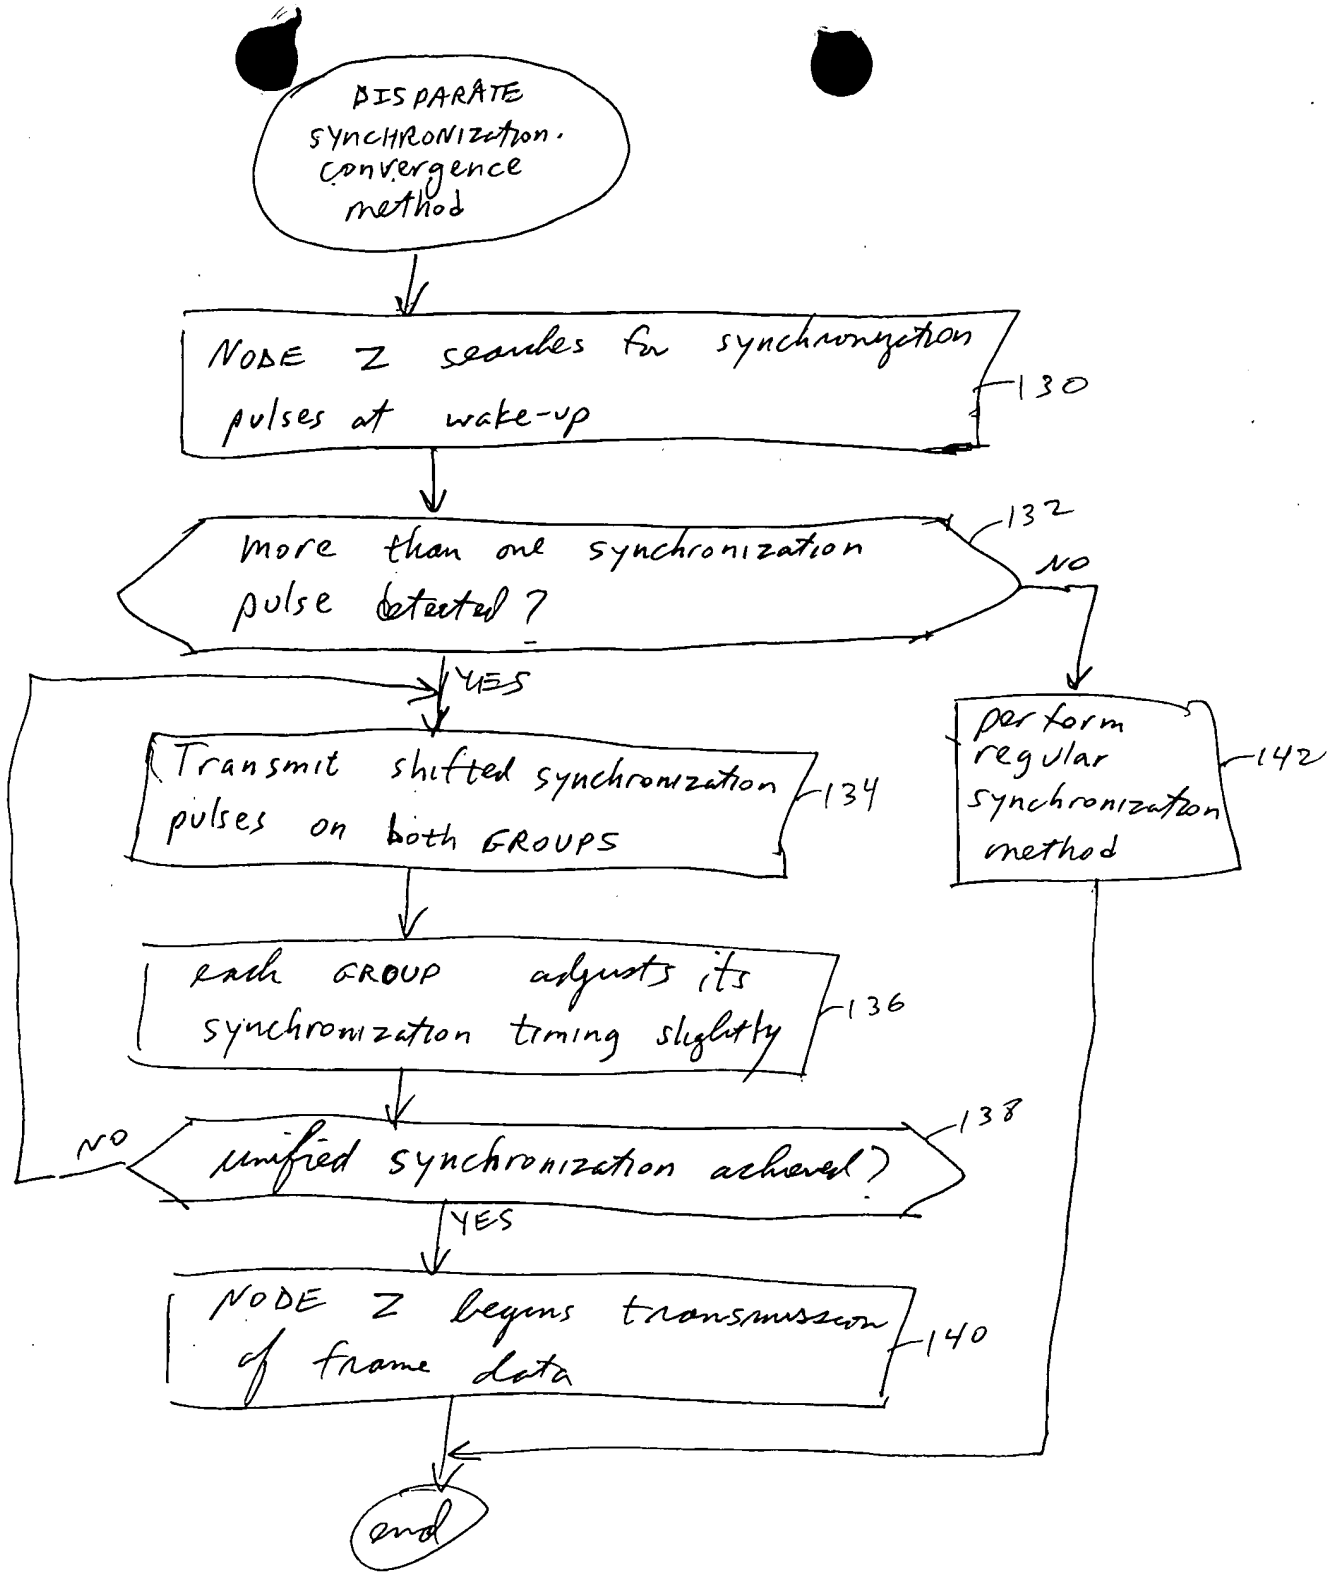 DISPARATE
SYNCHRONIZATION.
convergence
method
NODE Z searches for synchronization
pulses at wake-up
130
more than one synchronization
pulse detected?
132
NO
YES
Transmit shifted synchronization
pulses on both GROUPS
134
perform
regular
synchronization
method
142
each GROUP adjusts its
synchronization timing slightly
136
unified synchronization achieved?
138
NO
YES
NODE Z begins transmission
of frame data
140
end